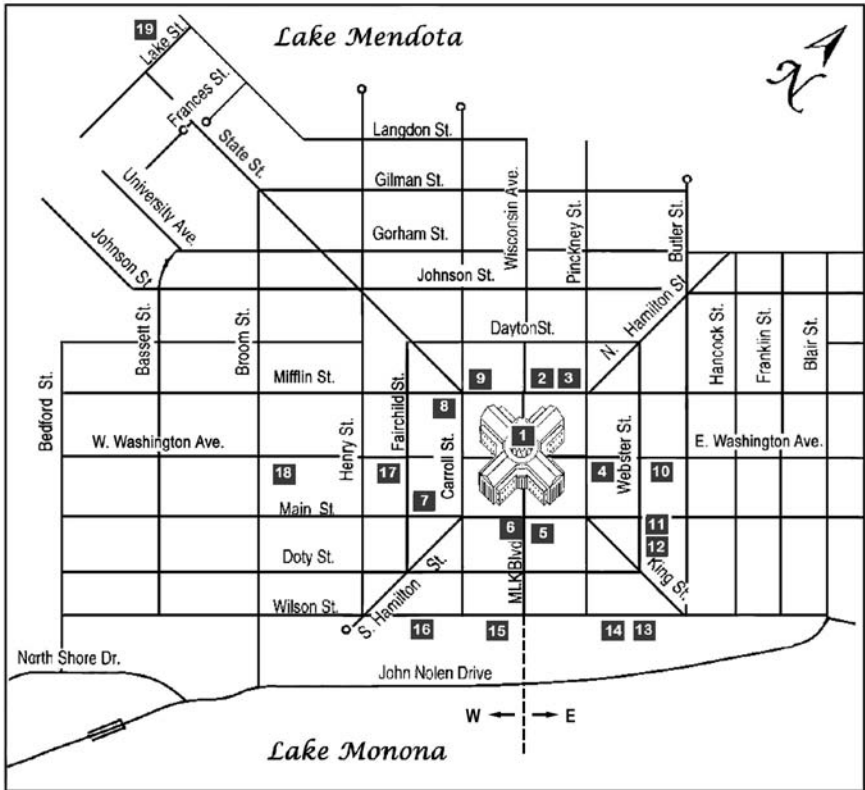 19
Lake St.
Lake Mendota
N
Frances St.
Langdon St.
State St.
University Ave.
Gilman St.
Wisconsin Ave.
Pinckney St.
Butler St.
Johnson St.
Gorham St.
Johnson St.
N. Hamilton St
Dayton St.
Bedford St.
Bassett St.
Broom St.
Hancock St.
Franklin St.
Blair St.
Mifflin St.
Fairchild St.
9
2
3
8
Henry St.
Carroll St.
1
Webster St.
W. Washington Ave.
E. Washington Ave.
18
17
4
10
7
Main St
6
5
11
12
Doty St.
MLK Blvd
King St.
Wilson St.
S. Hamilton St.
16
15
14
13
North Shore Dr.
John Nolen Drive
W
E
Lake Monona